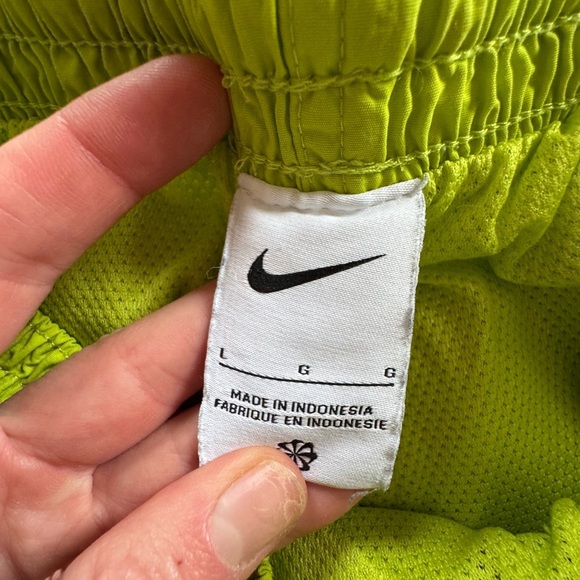 L G G
MADE IN INDONESIA
FABRIQUE EN INDONESIE